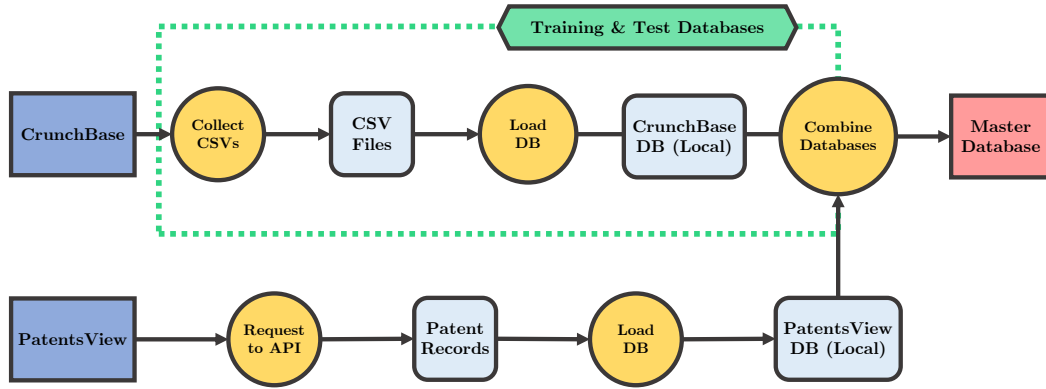 Training & Test Databases
CrunchBase
Collect
CSVs
CSV
Files
Load
DB
CrunchBase
DB (Local)
Combine
Databases
Master
Database
PatentsView
Request
to API
Patent
Records
Load
DB
PatentsView
DB (Local)